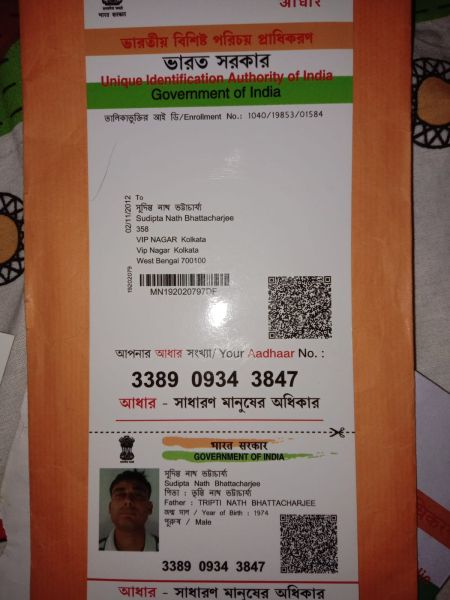 भारत सरकार
আধার
ভারতীয় বিশিষ্ট পরিচয় প্রাধিকরণ
ভারত সরকার
Unique Identification Authority of India
Government of India
তালিকাভুক্তির আই ডি/Enrollment No.: 1040/19853/01584
02/11/2012
19202079
To
সুদিপ্ত নাথ ভট্টাচার্য্য
Sudipta Nath Bhattacharjee
358
VIP NAGAR Kolkata
Vip Nagar Kolkata
West Bengal 700100
MN192020797DF
আপনার আধার সংখ্যা/ Your Aadhaar No. :
3389 0934 3847
আধার - সাধারণ মানুষের অধিকার
ভারত সরকার
GOVERNMENT OF INDIA
সুদিপ্ত নাথ ভট্টাচার্য্য
Sudipta Nath Bhattacharjee
পিতা : তৃপ্তি নাথ ভট্টাচার্য্য
Father : TRIPTI NATH BHATTACHARJEE
জন্ম সাল / Year of Birth : 1974
পুরুষ / Male
3389 0934 3847
আধার - সাধারণ মানুষের অধিকার